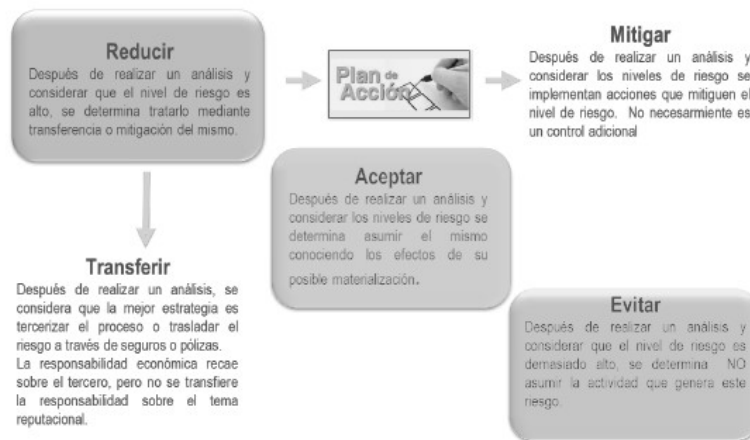 Reducir
Después de realizar un análisis y
considerar que el nivel de riesgo es
alto, se determina tratarlo mediante
transferencia o mitigación del mismo.
Plan de
Acción
Mitigar
Después de realizar un análisis y
considerar los niveles de riesgo se
implementan acciones que mitiguen el
nivel de riesgo. No necesarmiente es
un control adicional
Aceptar
Después de realizar un análisis y
considerar los niveles de riesgo se
determina asumir el mismo
conociendo los efectos de su
posible materialización.
Transferir
Después de realizar un análisis, se
considera que la mejor estrategia es
tercerizar el proceso o trasladar el
riesgo a través de seguros o pólizas.
La responsabilidad económica recae
sobre el tercero, pero no se transfiere
la responsabilidad sobre el tema
reputacional.
Evitar
Después de realizar un análisis y
considerar que el nivel de riesgo es
demasiado alto, se determina NO
asumir la actividad que genera este
riesgo.